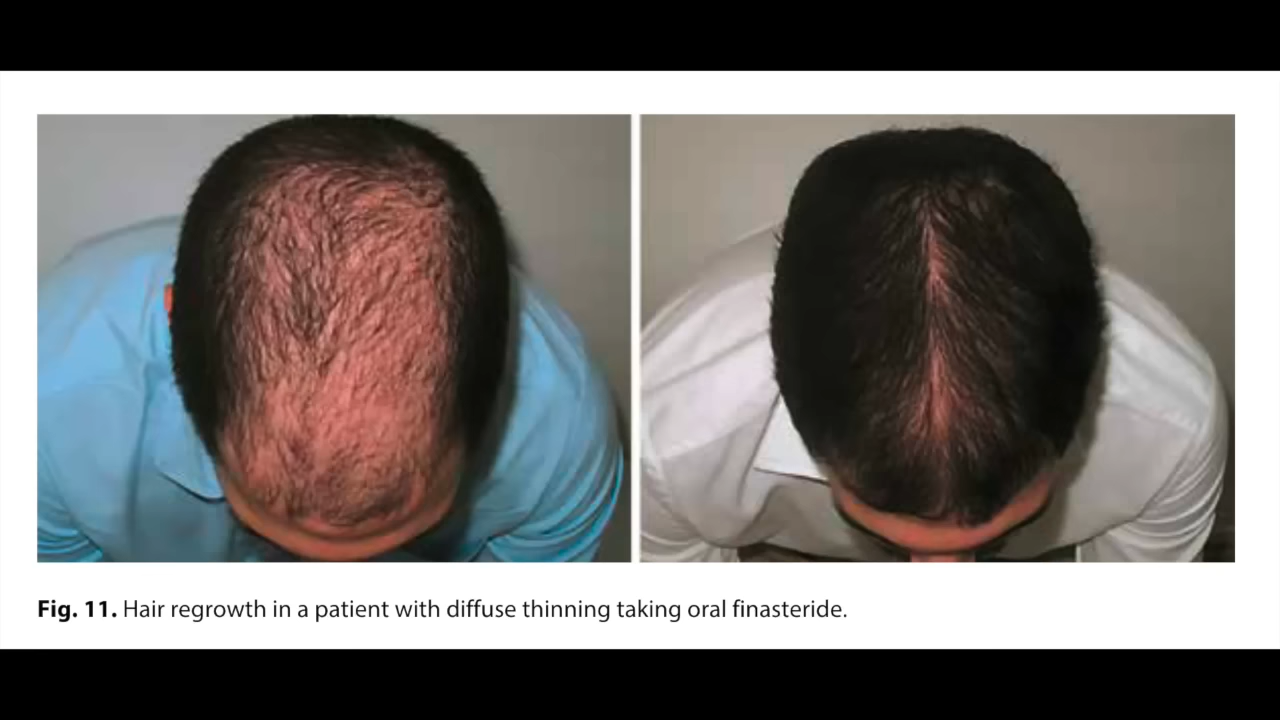 Fig. 11. Hair regrowth in a patient with diffuse thinning taking oral finasteride.